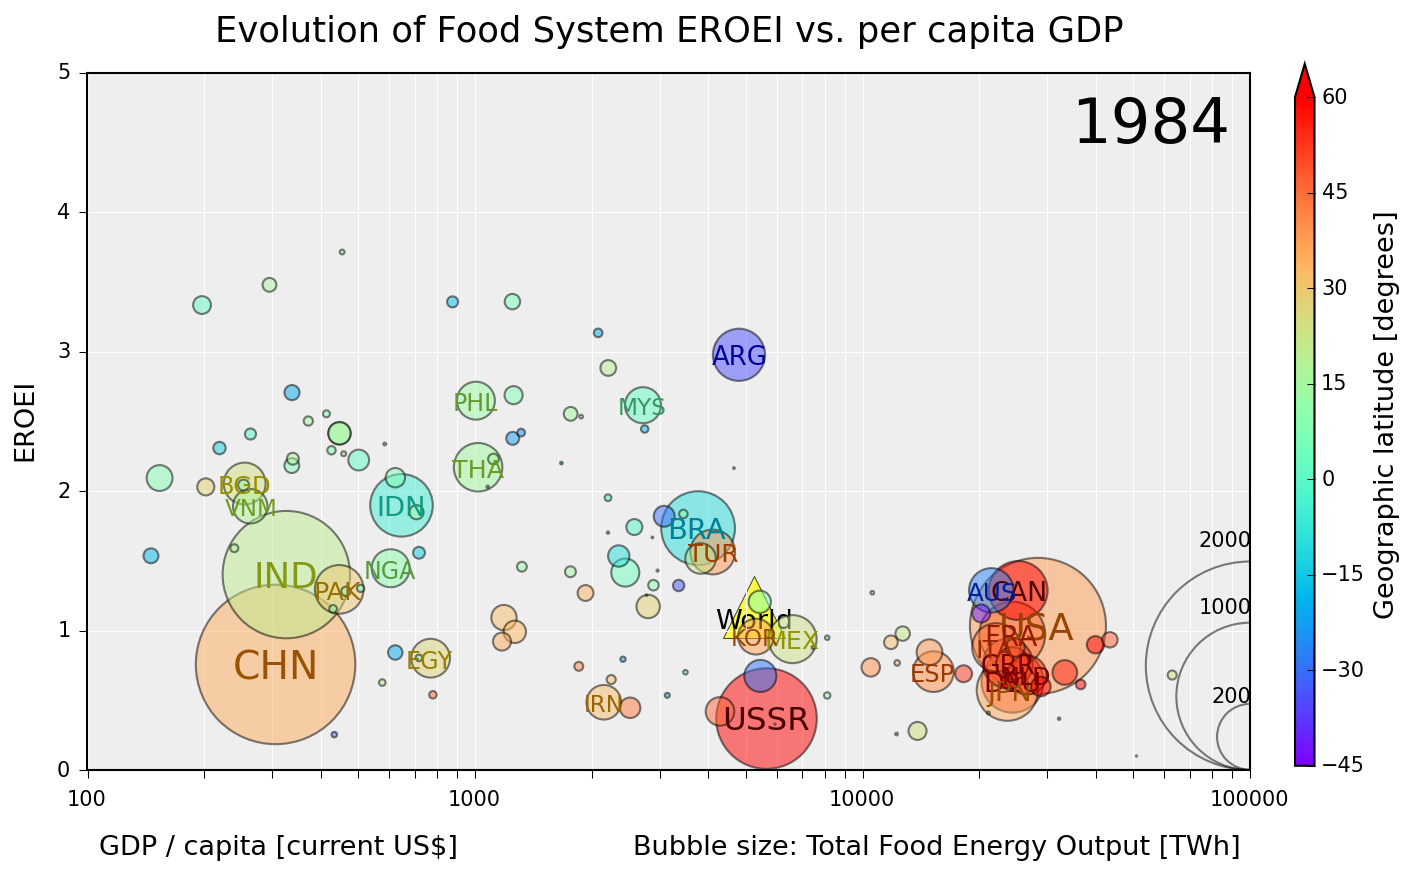 Evolution of Food System EROEI vs. per capita GDP
1984
EROEI
5
4
3
2
1
0
100
1000
10000
100000
GDP / capita [current US$]
Bubble size: Total Food Energy Output [TWh]
ARG
PHL
MYS
THA
BGD
VNM
IDN
BRA
TUR
IND
NGA
PAK
World
KOR
MEX
CHN
EGY
IRN
USSR
AUS
CAN
USA
FRA
GBR
ESP
JPN
2000
1000
200
60
45
30
15
0
−15
−30
−45
Geographic latitude [degrees]